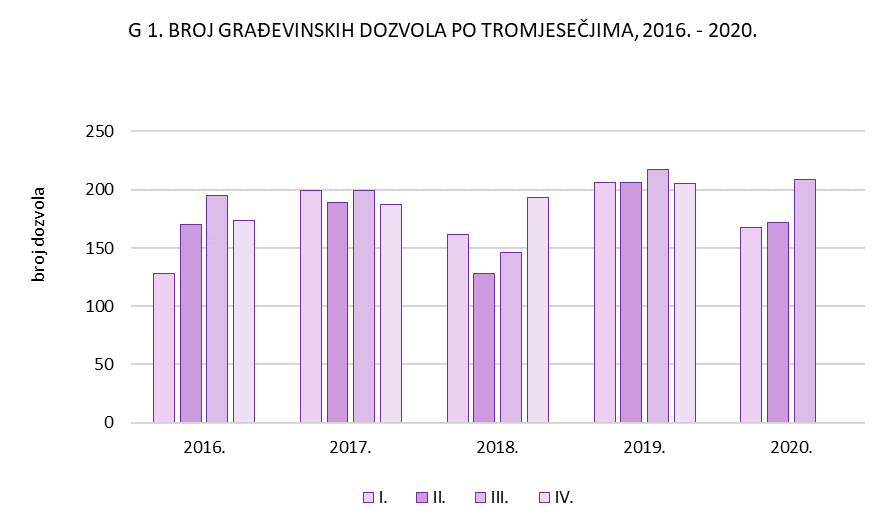 G 1. BROJ GRAĐEVINSKIH DOZVOLA PO TROMJESEČJIMA, 2016. - 2020.
250
200
150
100
50
0
broj dozvola
2016. 2017. 2018. 2019. 2020.
I. II. III. IV.